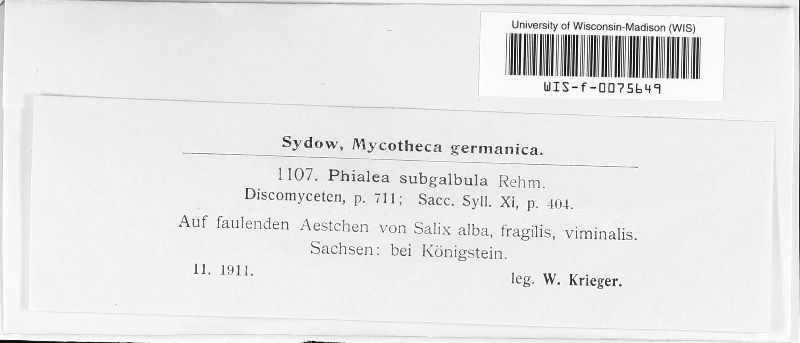 University of Wisconsin-Madison (WIS)
WIS-f-0075649
Sydow, Mycotheca germanica.
1107. Phialea subgalbula Rehm.
Discomyceten, p. 711; Sacc. Syll. XI, p. 404.
Auf faulenden Aestchen von Salix alba, fragilis, viminalis.
Sachsen: bei Königstein.
11. 1911.
leg. W. Krieger.